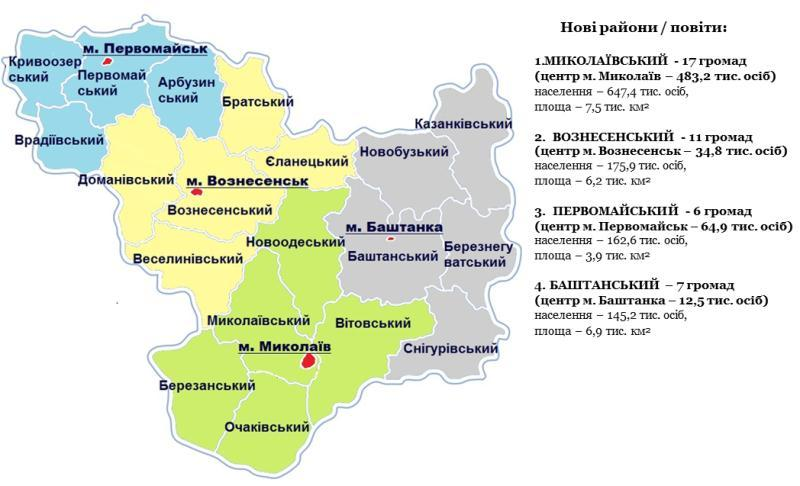 м. Первомайськ
Кривоозер
ський
Первомай
ський
Арбузин
ський
Братський
Врадіївський
Казанківський
Новобузький
Єланецький
Доманівський
м. Вознесенськ
Вознесенський
м. Баштанка
Новоодеський
Баштанський
Березнегу
ватський
Веселинівський
Миколаївський
Вітовський
м. Миколаїв
Снігурівський
Березанський
Очаківський
Нові райони / повіти:
1.МИКОЛАЇВСЬКИЙ - 17 громад
(центр м. Миколаїв – 483,2 тис. осіб)
населення – 647,4 тис. осіб,
площа – 7,5 тис. км²
2. ВОЗНЕСЕНСЬКИЙ - 11 громад
(центр м. Вознесенськ – 34,8 тис. осіб)
населення – 175,9 тис. осіб,
площа – 6,2 тис. км²
3. ПЕРВОМАЙСЬКИЙ - 6 громад
(центр м. Первомайськ – 64,9 тис. осіб)
населення – 162,6 тис. осіб,
площа – 3,9 тис. км²
4. БАШТАНСЬКИЙ – 7 громад
(центр м. Баштанка – 12,5 тис. осіб)
населення – 145,2 тис. осіб,
площа – 6,9 тис. км²